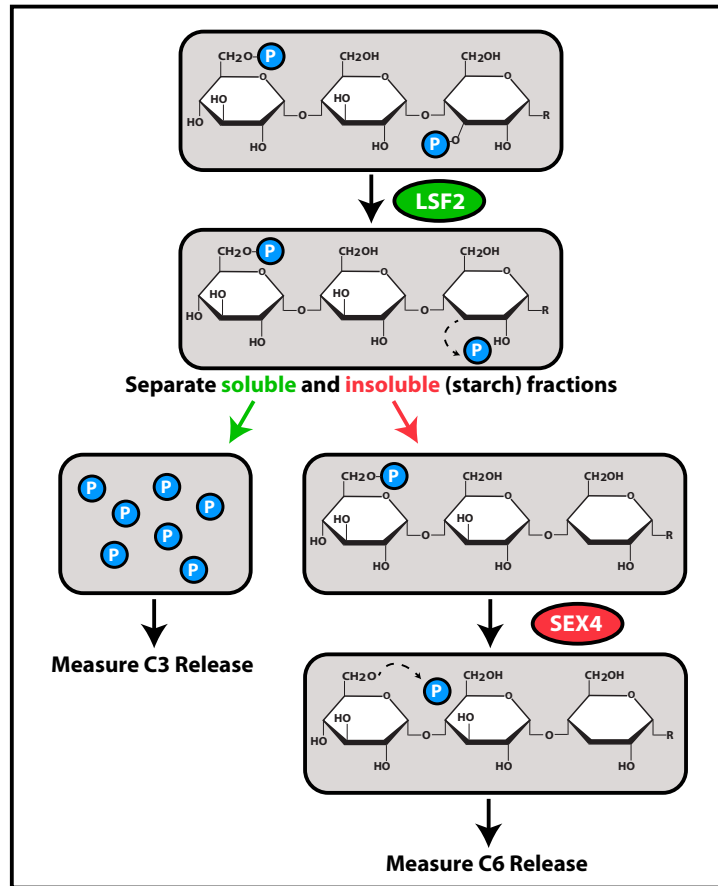 CH2O P CH2OH CH2OH
O O O
HO HO
HO O O R
OH OH P O HO
LSF2
CH2O P CH2OH CH2OH
O O O
HO HO
HO O O R
HO HO HO
P
Separate soluble and insoluble (starch) fractions
P P P
P P
P P
CH2O P CH2OH CH2OH
O O O
HO HO
HO O O R
HO HO HO
Measure C3 Release
SEX4
CH2O P CH2OH CH2OH
O O O
HO HO
HO O O R
HO HO HO
Measure C6 Release